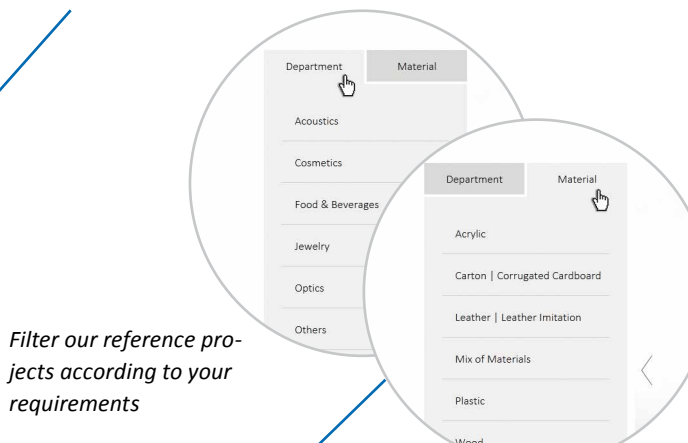 Department Material
Acoustics
Cosmetics
Food & Beverages
Jewelry
Optics
Others
Department Material
Acrylic
Carton | Corrugated Cardboard
Leather | Leather Imitation
Mix of Materials
Plastic
Wood
Filter our reference pro-
jects according to your
requirements